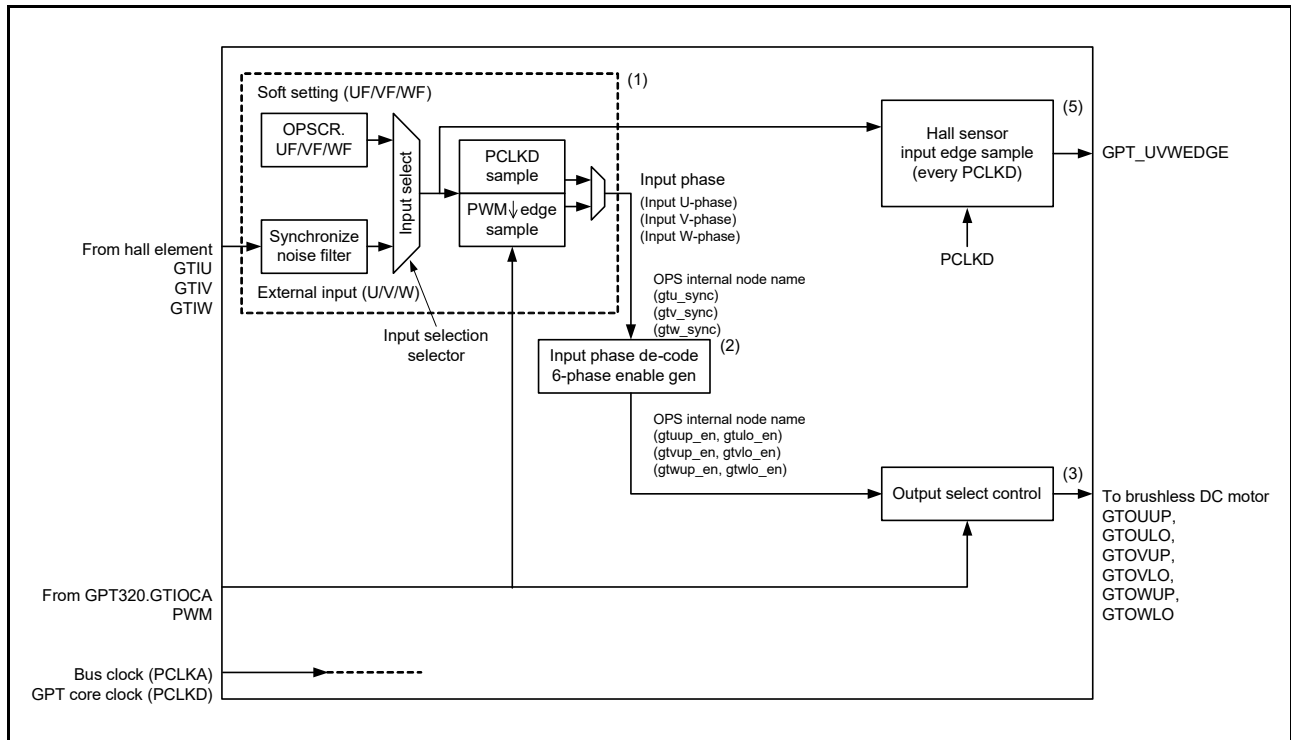 (1)
Soft setting (UF/VF/WF)
OPSCR.
UF/VF/WF
Input select
PCLKD
sample
PWM↓edge
sample
Synchronize
noise filter
External input (U/V/W)
From hall element
GTIU
GTIV
GTIW
Input selection
selector
Input phase
(Input U-phase)
(Input V-phase)
(Input W-phase)
(5)
Hall sensor
input edge sample
(every PCLKD)
GPT_UVWEDGE
PCLKD
OPS internal node name
(gtu_sync)
(gtv_sync)
(gtw_sync)
(2)
Input phase de-code
6-phase enable gen
OPS internal node name
(gtuup_en, gtulo_en)
(gtvup_en, gtvlo_en)
(gtwup_en, gtwlo_en)
(3)
Output select control
To brushless DC motor
GTOUUP,
GTOULO,
GTOVUP,
GTOVLO,
GTOWUP,
GTOWLO
From GPT320.GTIOCA
PWM
Bus clock (PCLKA)
GPT core clock (PCLKD)